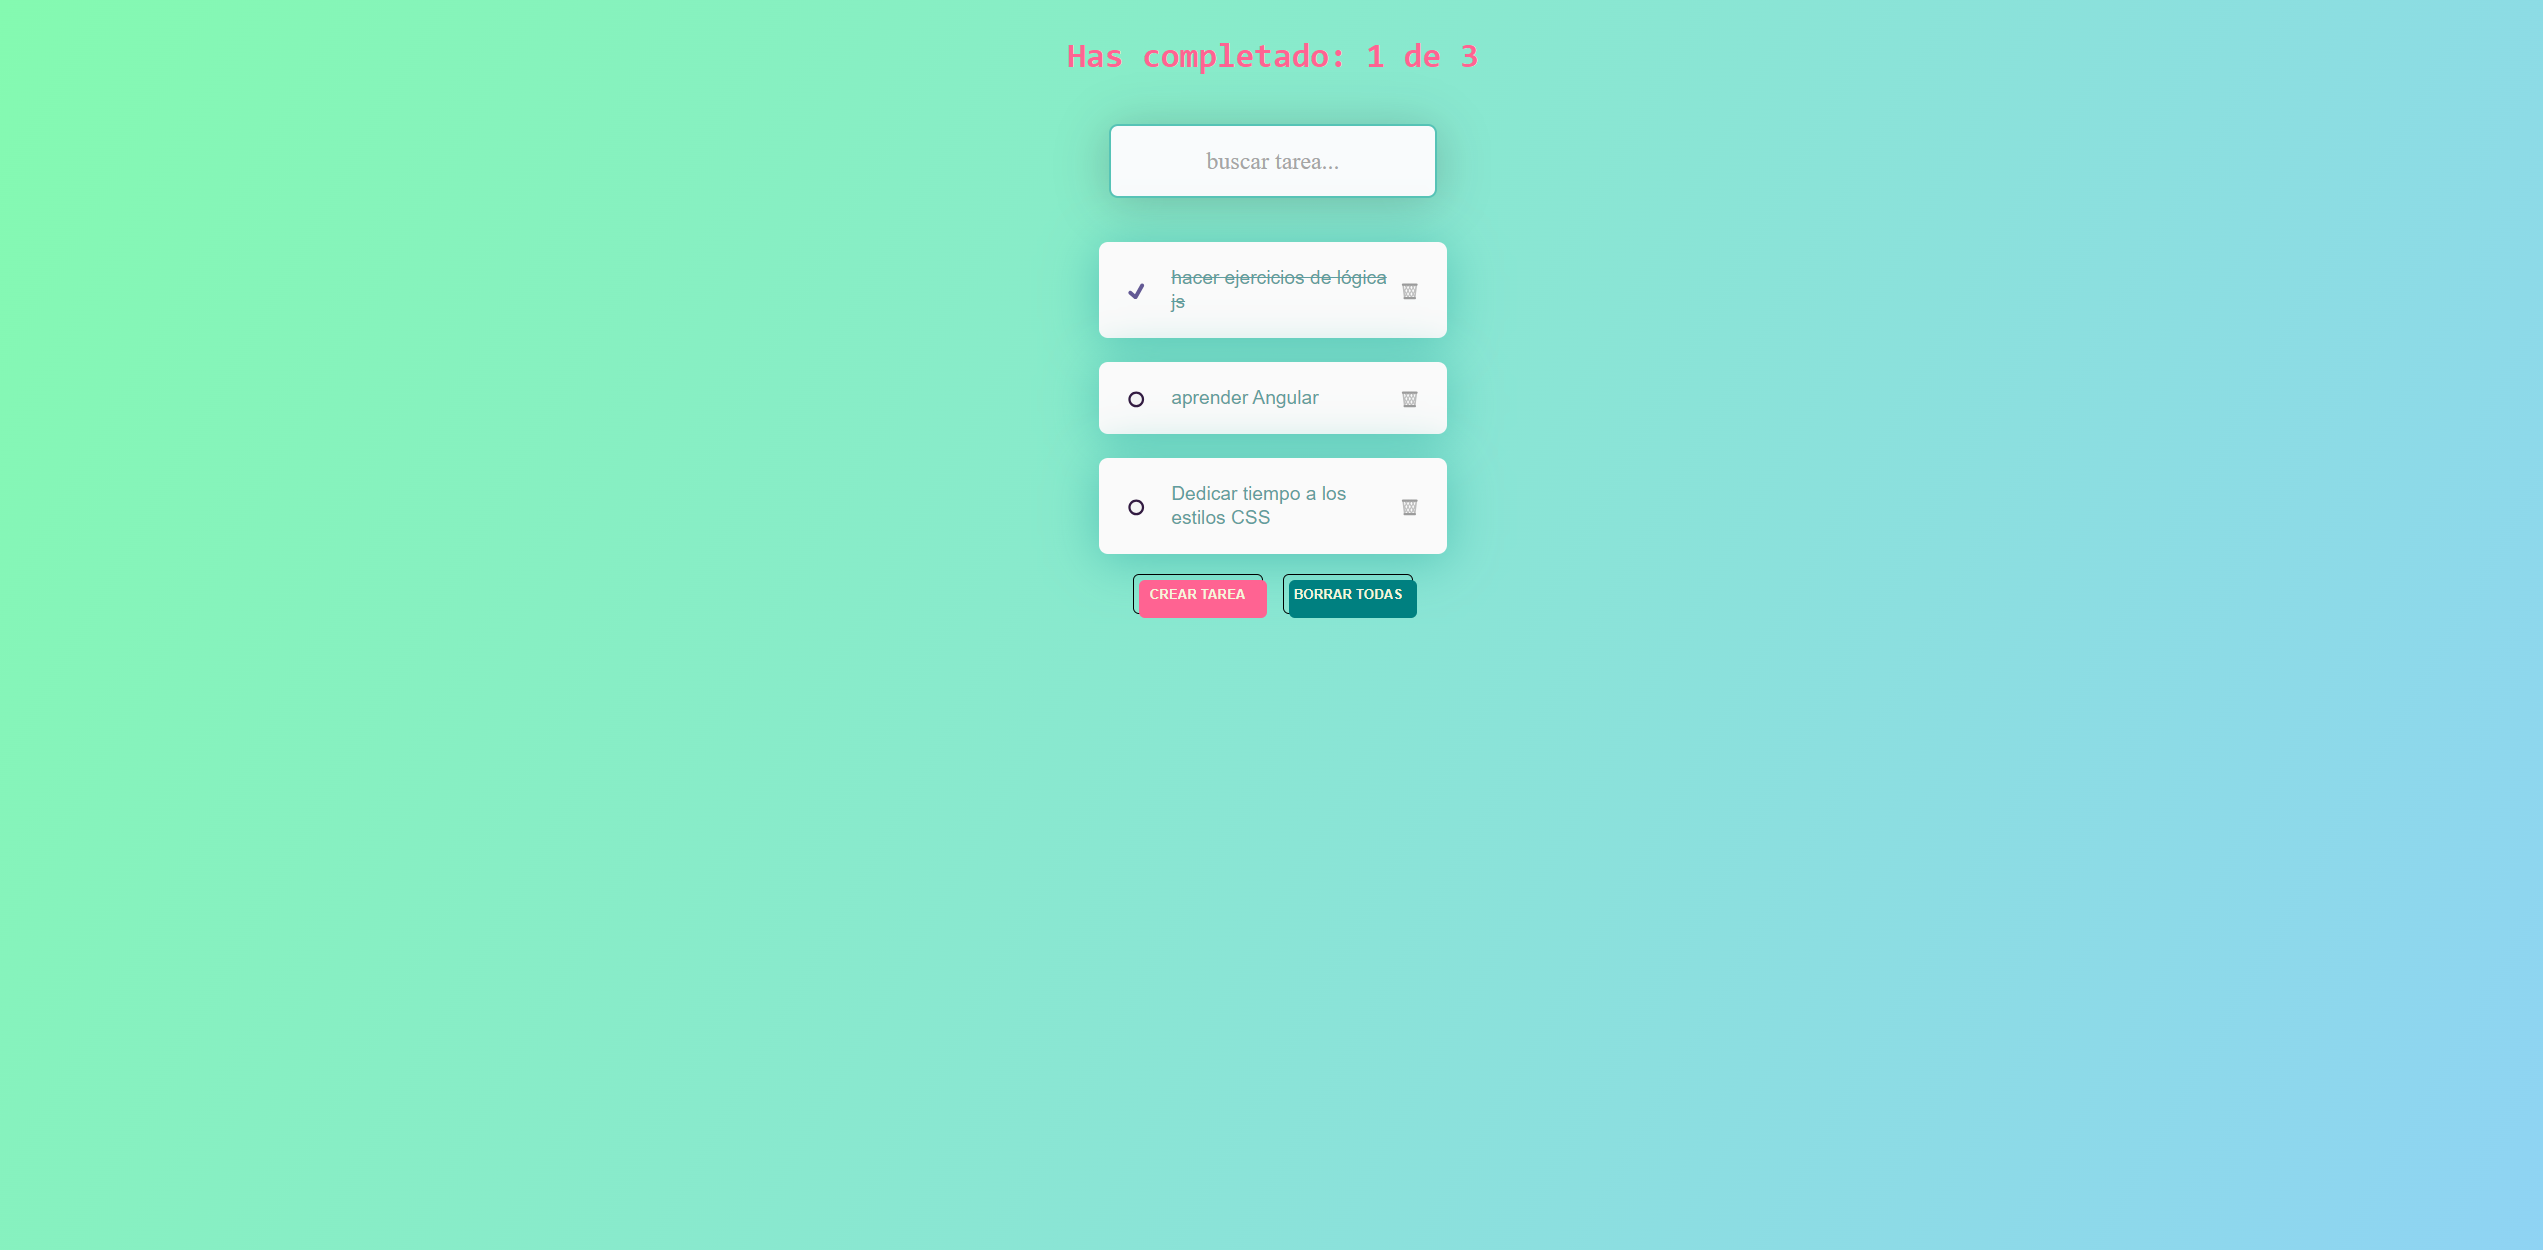 Has completado: 1 de 3
buscar tarea...
hacer ejercicios de lógica
js
aprender Angular
Dedicar tiempo a los
estilos CSS
CREAR TAREA
BORRAR TODAS